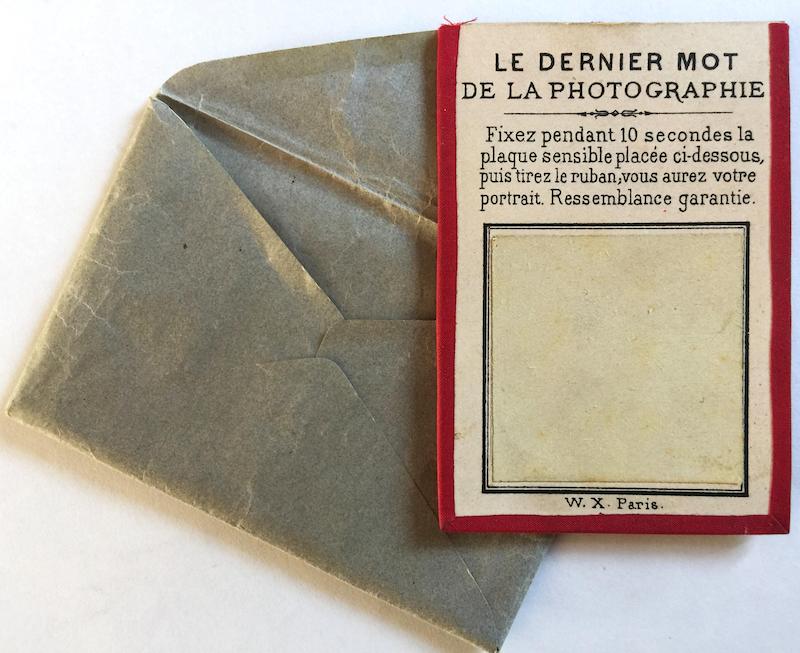 LE DERNIER MOT
DE LA PHOTOGRAPHIE
Fixez pendant 10 secondes la
plaque sensible placée ci-dessous,
puis tirez le ruban; vous aurez votre
portrait. Ressemblance garantie.
W. X. Paris.